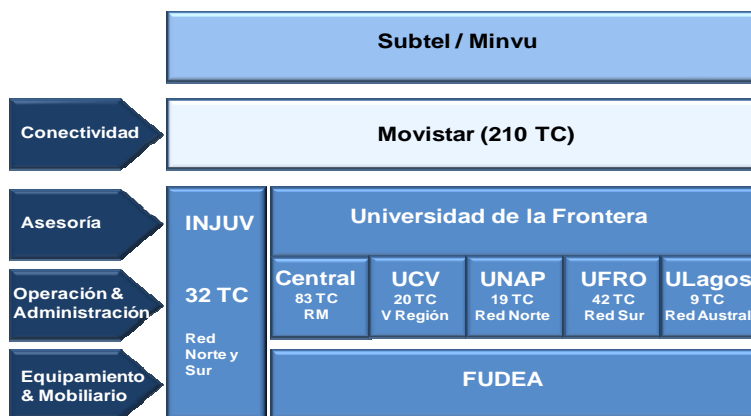 Subtel / Minvu
Conectividad
Movistar (210 TC)
Asesoría
INJUV
Universidad de la Frontera
Operación &
Administración
32 TC
Red
Norte y
Sur
Central
83 TC
RM
UCV
20 TC
V Región
UNAP
19 TC
Red Norte
UFRO
42 TC
Red Sur
ULagos
9 TC
Red Austral
Equipamiento
& Mobiliario
FUDEA